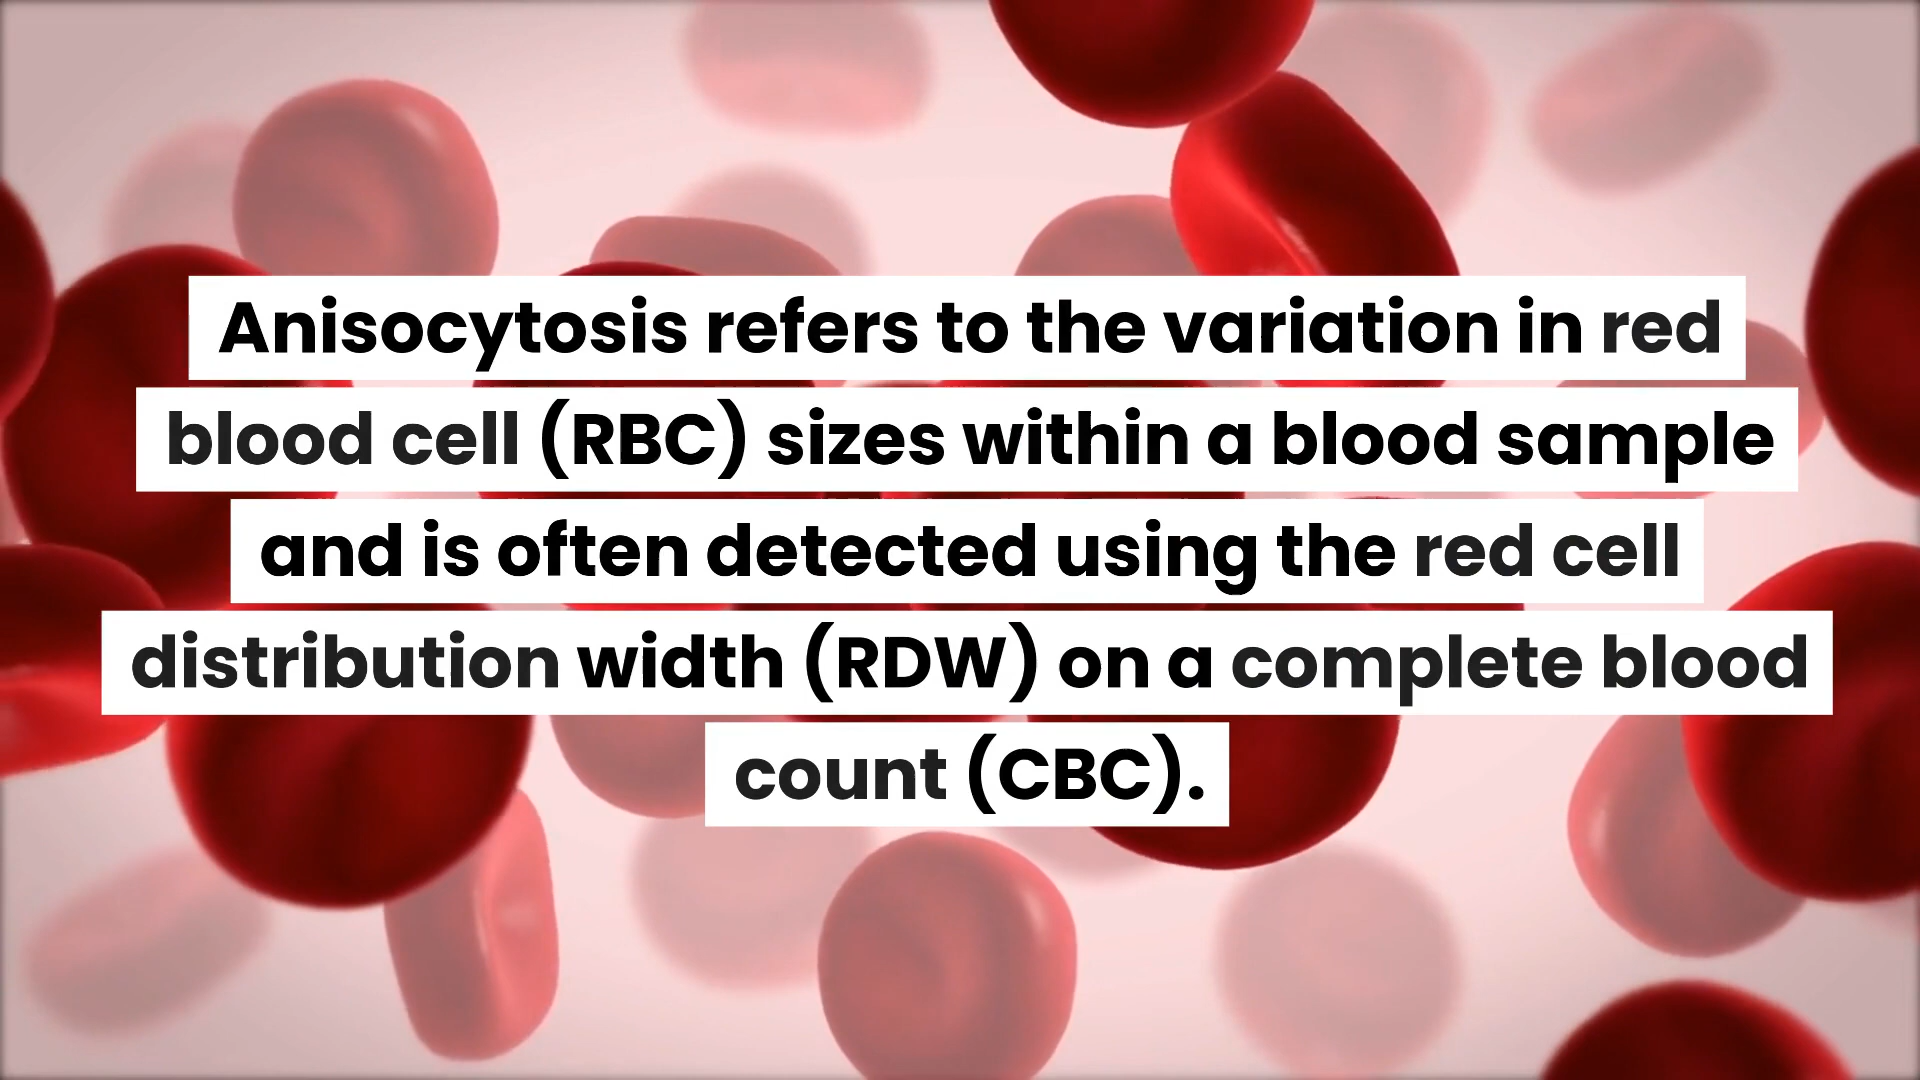 Anisocytosis refers to the variation in red
blood cell (RBC) sizes within a blood sample
and is often detected using the red cell
distribution width (RDW) on a complete blood
count (CBC).